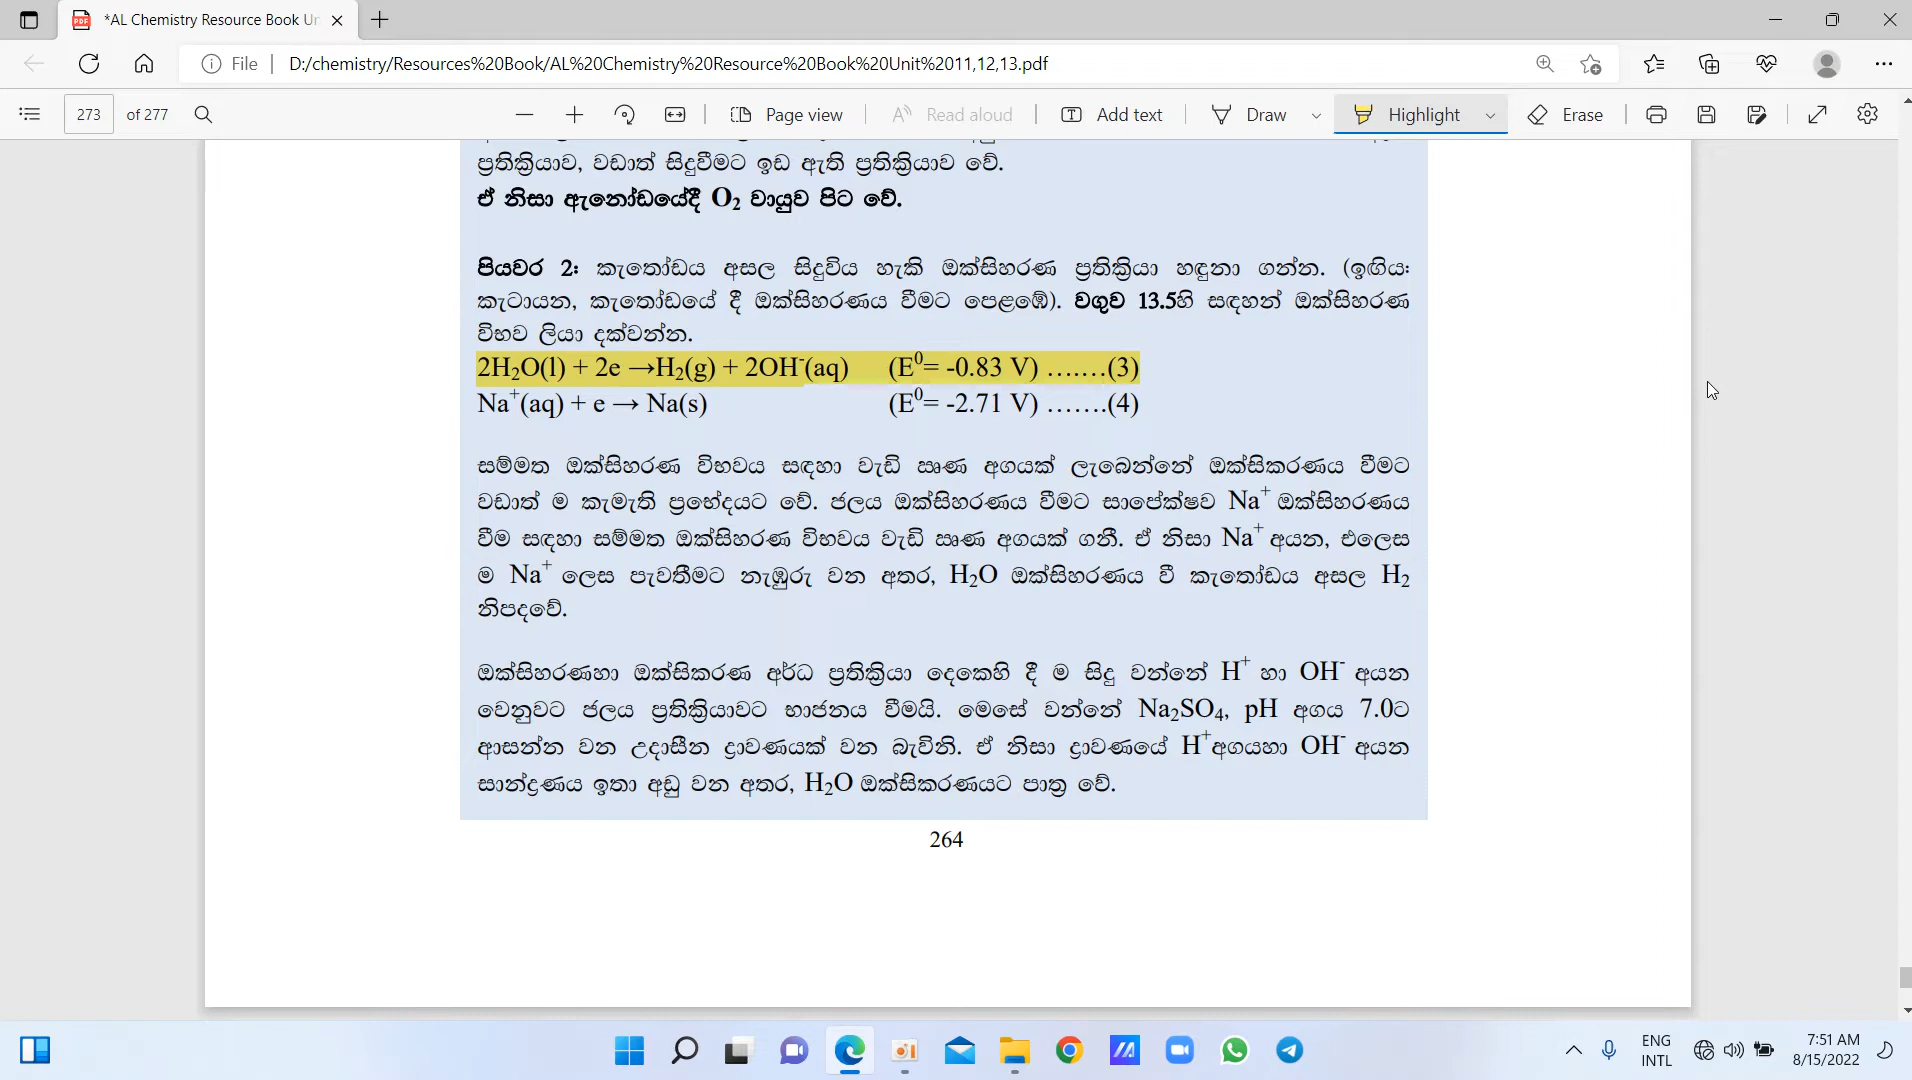 *AL Chemistry Resource Book Un
File
D:/chemistry/Resources%20Book/AL%20Chemistry%20Resource%20Book%20Unit%2011,12,13.pdf
273 of 277
Page view
Read aloud
Add text
Draw
Highlight
Erase
ප්‍රතික්‍රියාව, වඩාත් සිදුවීමට ඉඩ ඇති ප්‍රතික්‍රියාව වේ.
ඒ නිසා ඇනෝඩයේදී O₂ වායුව පිට වේ.
පියවර 2: කැතෝඩය අසල සිදුවිය හැකි ඔක්සිහරණ ප්‍රතික්‍රියා හඳුනා ගන්න. (ඉඟිය:
කැටායන, කැතෝඩයේ දී ඔක්සිහරණය වීමට පෙළඹේ). වගුව 13.5හි සඳහන් ඔක්සිහරණ
විභව ලියා දක්වන්න.
2H₂O(l) + 2e →H₂(g) + 2OH⁻(aq) (E⁰= -0.83 V) …….(3)
Na⁺(aq) + e → Na(s) (E⁰= -2.71 V) …….(4)
සම්මත ඔක්සිහරණ විභවය සඳහා වැඩි ඍණ අගයක් ලැබෙන්නේ ඔක්සිකරණය වීමට
වඩාත් ම කැමැති ප්‍රභේදයට වේ. ජලය ඔක්සිහරණය වීමට සාපේක්ෂව Na⁺ ඔක්සිහරණය
වීම සඳහා සම්මත ඔක්සිහරණ විභවය වැඩි ඍණ අගයක් ගනී. ඒ නිසා Na⁺ අයන, එලෙස
ම Na⁺ ලෙස පැවතීමට නැඹුරු වන අතර, H₂O ඔක්සිහරණය වී කැතෝඩය අසල H₂
නිපදවේ.
ඔක්සිහරණහා ඔක්සිකරණ අර්ධ ප්‍රතික්‍රියා දෙකෙහි දී ම සිදු වන්නේ H⁺ හා OH⁻ අයන
වෙනුවට ජලය ප්‍රතික්‍රියාවට භාජනය වීමයි. මෙසේ වන්නේ Na₂SO₄, pH අගය 7.0ට
ආසන්න වන උදාසීන ද්‍රාවණයක් වන බැවිනි. ඒ නිසා ද්‍රාවණයේ H⁺අගයහා OH⁻ අයන
සාන්ද්‍රණය ඉතා අඩු වන අතර, H₂O ඔක්සිකරණයට පාත්‍ර වේ.
264
ENG
INTL
7:51 AM
8/15/2022